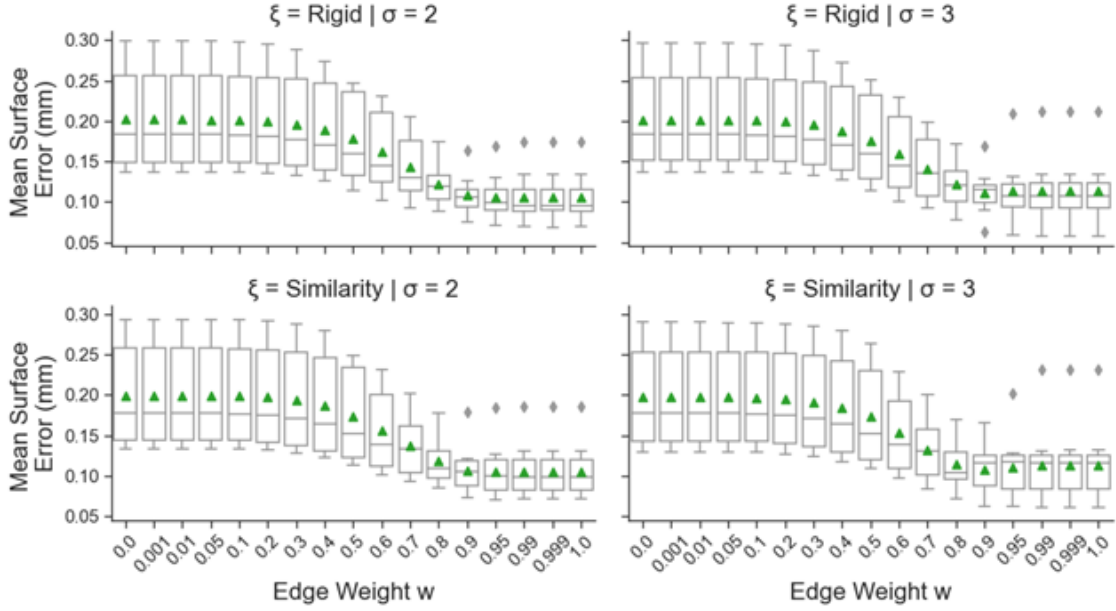 ξ = Rigid | σ = 2
ξ = Rigid | σ = 3
Mean Surface
Error (mm)
0.30
0.25
0.20
0.15
0.10
0.05
ξ = Similarity | σ = 2
ξ = Similarity | σ = 3
Mean Surface
Error (mm)
0.30
0.25
0.20
0.15
0.10
0.05
0.0 0.001 0.01 0.05 0.1 0.2 0.3 0.4 0.5 0.6 0.7 0.8 0.9 0.95 0.99 0.999 1.0
0.0 0.001 0.01 0.05 0.1 0.2 0.3 0.4 0.5 0.6 0.7 0.8 0.9 0.95 0.99 0.999 1.0
Edge Weight w
Edge Weight w